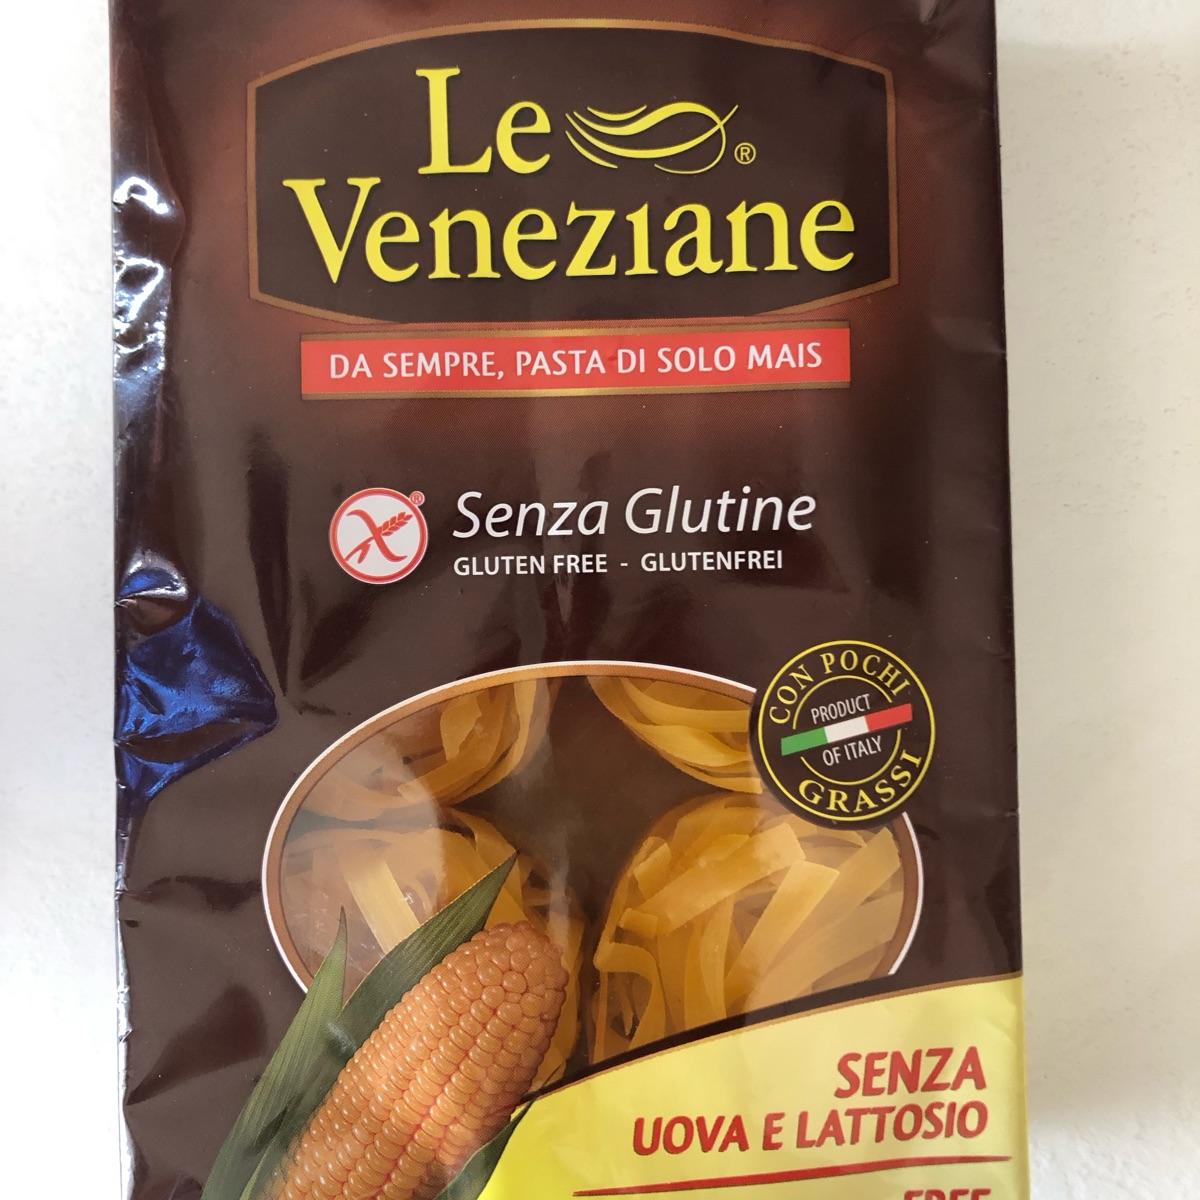 Le
®
Veneziane
DA SEMPRE, PASTA DI SOLO MAIS
®
Senza Glutine
GLUTEN FREE - GLUTENFREI
CON POCHI
PRODUCT
OF ITALY
GRASSI
SENZA
UOVA E LATTOSIO
FREE